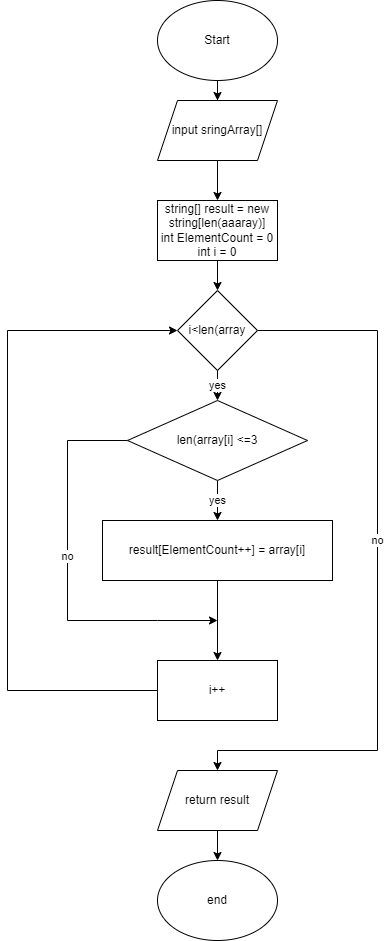 Start
input sringArray[]
string[] result = new
string[len(aaaray)]
int ElementCount = 0
int i = 0
i<len(array
yes
len(array[i] <=3
yes
result[ElementCount++] = array[i]
no
no
i++
return result
end